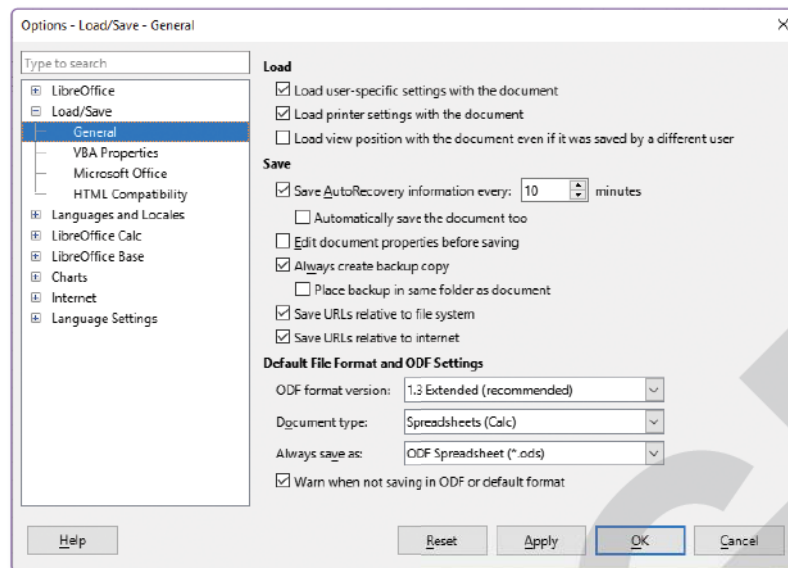 Options - Load/Save - General
Type to search
LibreOffice
Load/Save
General
VBA Properties
Microsoft Office
HTML Compatibility
Languages and Locales
LibreOffice Calc
LibreOffice Base
Charts
Internet
Language Settings
Load
Load user-specific settings with the document
Load printer settings with the document
Load view position with the document even if it was saved by a different user
Save
Save AutoRecovery information every: 10 minutes
Automatically save the document too
Edit document properties before saving
Always create backup copy
Place backup in same folder as document
Save URLs relative to file system
Save URLs relative to internet
Default File Format and ODF Settings
ODF format version: 1.3 Extended (recommended)
Document type: Spreadsheets (Calc)
Always save as: ODF Spreadsheet (*.ods)
Warn when not saving in ODF or default format
Help Reset Apply OK Cancel